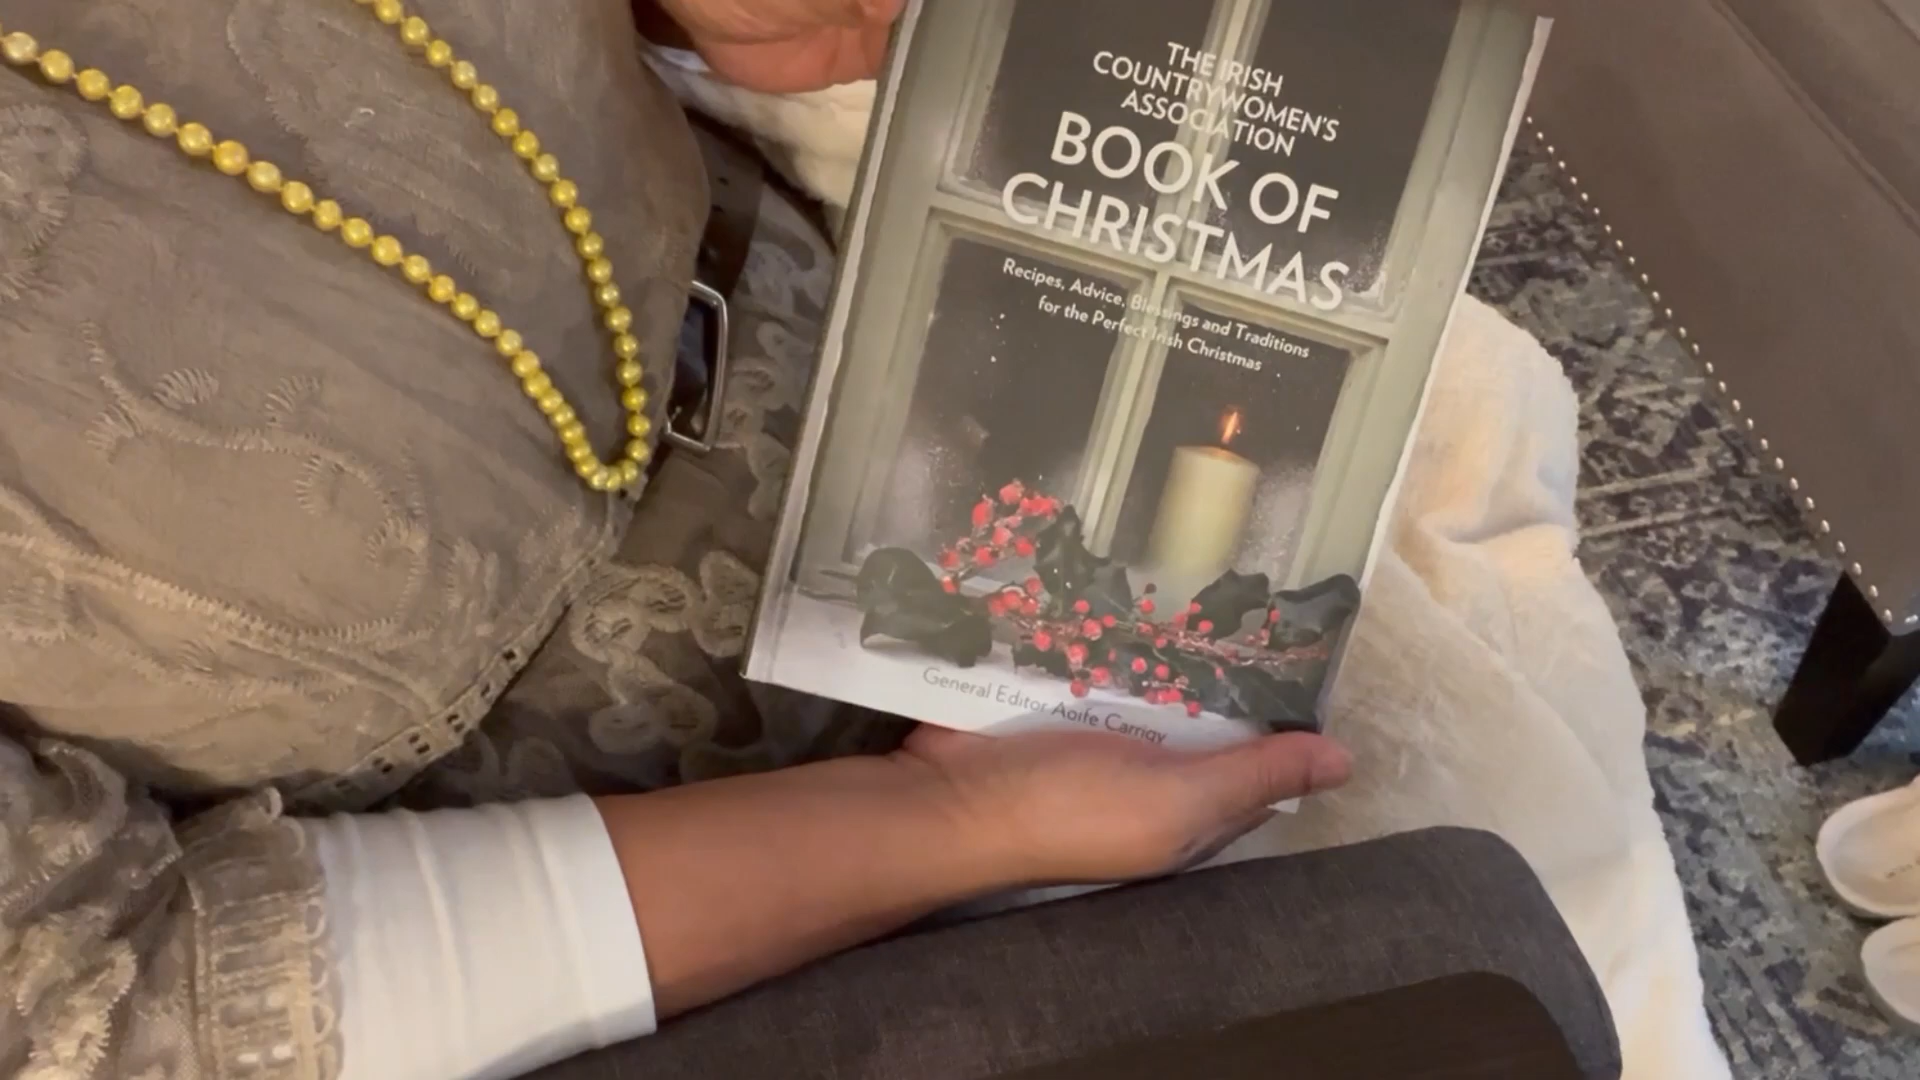 THE IRISH
COUNTRYWOMEN'S
ASSOCIATION
BOOK OF
CHRISTMAS
Recipes, Advice, Blessings and Traditions
for the Perfect Irish Christmas
General Editor Aoife Carrigy